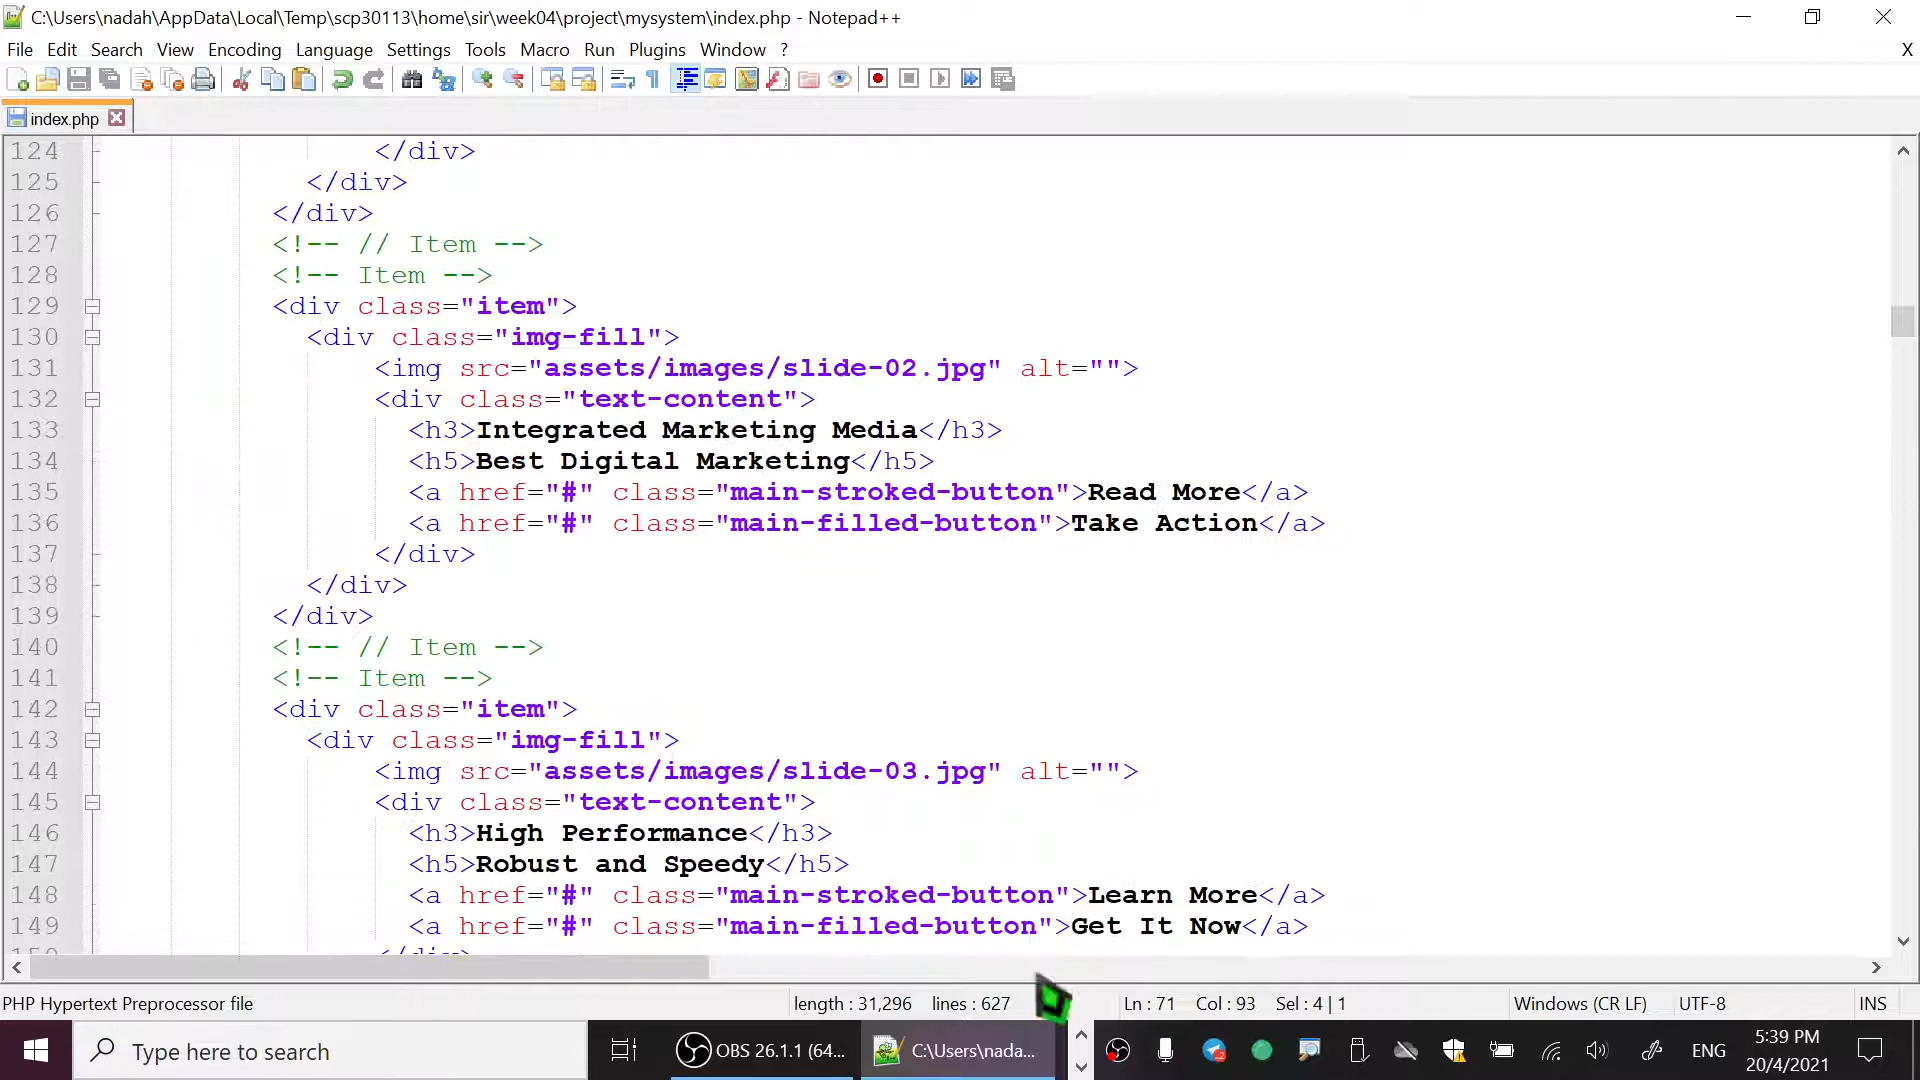 C:\Users\nadah\AppData\Local\Temp\scp30113\home\sir\week04\project\mysystem\index.php - Notepad++
File Edit Search View Encoding Language Settings Tools Macro Run Plugins Window ? X
index.php
124 </div>
125 </div>
126 </div>
127 <!-- // Item -->
128 <!-- Item -->
129 <div class="item">
130 <div class="img-fill">
131 <img src="assets/images/slide-02.jpg" alt="">
132 <div class="text-content">
133 <h3>Integrated Marketing Media</h3>
134 <h5>Best Digital Marketing</h5>
135 <a href="#" class="main-stroked-button">Read More</a>
136 <a href="#" class="main-filled-button">Take Action</a>
137 </div>
138 </div>
139 </div>
140 <!-- // Item -->
141 <!-- Item -->
142 <div class="item">
143 <div class="img-fill">
144 <img src="assets/images/slide-03.jpg" alt="">
145 <div class="text-content">
146 <h3>High Performance</h3>
147 <h5>Robust and Speedy</h5>
148 <a href="#" class="main-stroked-button">Learn More</a>
149 <a href="#" class="main-filled-button">Get It Now</a>
PHP Hypertext Preprocessor file length : 31,296 lines : 627 Ln : 71 Col : 93 Sel : 4 | 1 Windows (CR LF) UTF-8 INS
Type here to search OBS 26.1.1 (64... C:\Users\nada... ENG 5:39 PM
20/4/2021